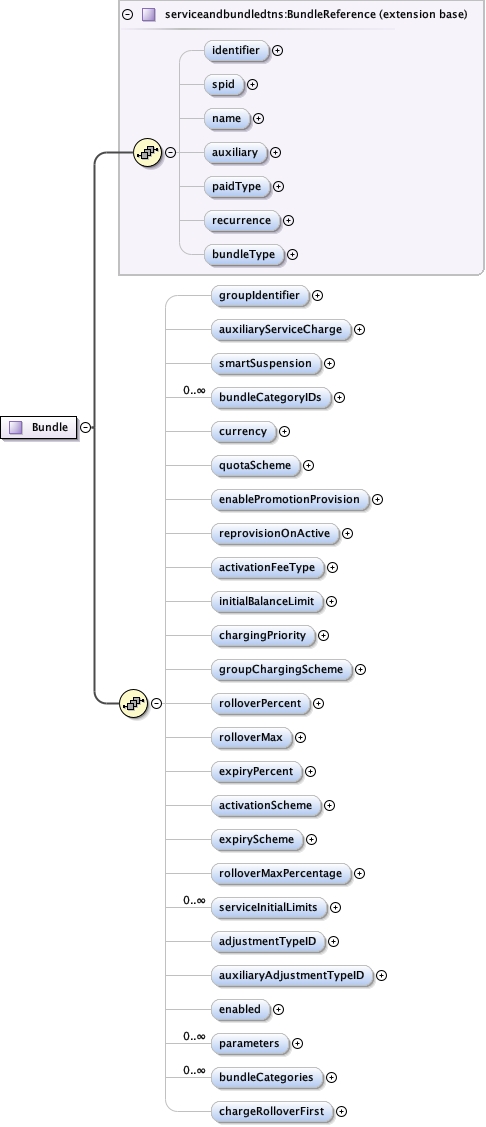 serviceandbundledtns:BundleReference (extension base)
identifier
spid
name
auxiliary
paidType
recurrence
bundleType
groupIdentifier
auxiliaryServiceCharge
smartSuspension
0..∞
bundleCategoryIDs
Bundle
currency
quotaScheme
enablePromotionProvision
reprovisionOnActive
activationFeeType
initialBalanceLimit
chargingPriority
groupChargingScheme
rolloverPercent
rolloverMax
expiryPercent
activationScheme
expiryScheme
rolloverMaxPercentage
0..∞
serviceInitialLimits
adjustmentTypeID
auxiliaryAdjustmentTypeID
enabled
0..∞
parameters
0..∞
bundleCategories
chargeRolloverFirst